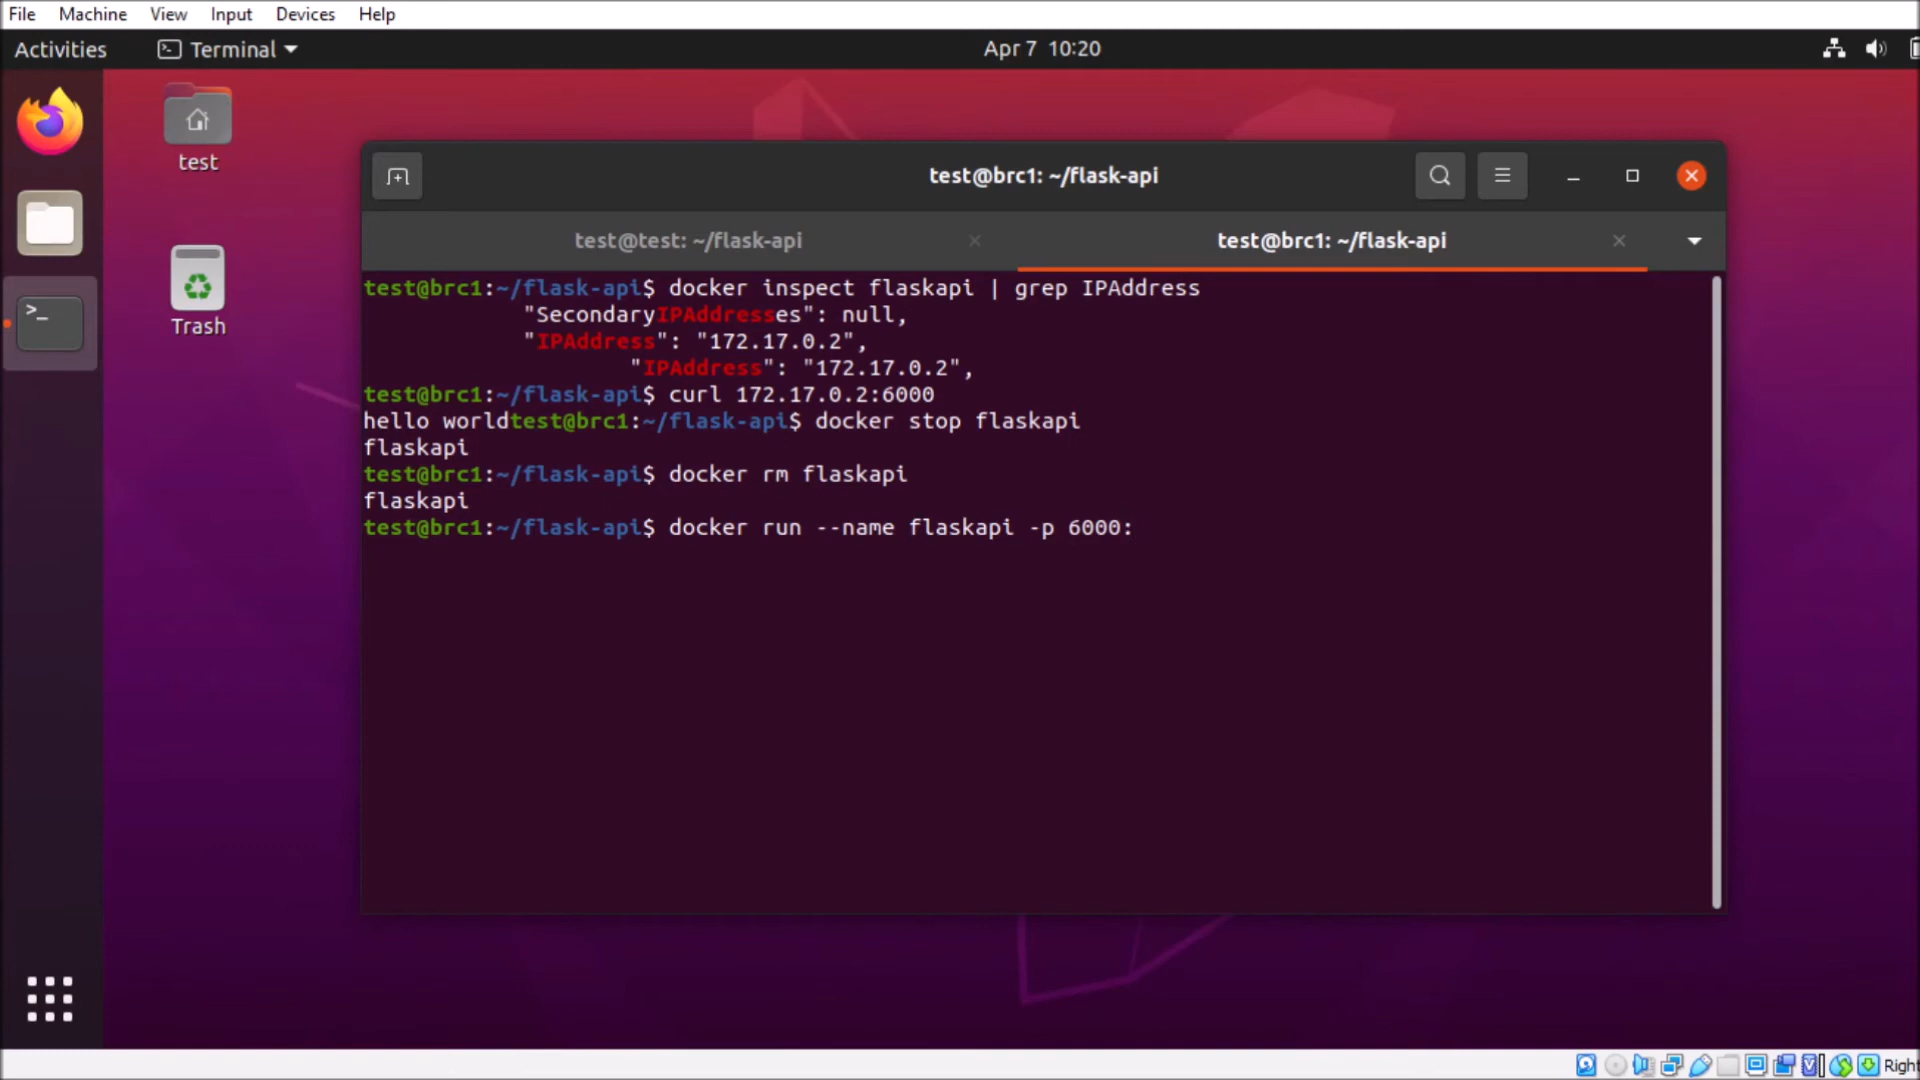 File Machine View Input Devices Help
Activities Terminal Apr 7 10:20
test
Trash
test@brc1: ~/flask-api
test@test: ~/flask-api test@brc1: ~/flask-api
test@brc1:~/flask-api$ docker inspect flaskapi | grep IPAddress
"SecondaryIPAddresses": null,
"IPAddress": "172.17.0.2",
"IPAddress": "172.17.0.2",
test@brc1:~/flask-api$ curl 172.17.0.2:6000
hello worldtest@brc1:~/flask-api$ docker stop flaskapi
flaskapi
test@brc1:~/flask-api$ docker rm flaskapi
flaskapi
test@brc1:~/flask-api$ docker run --name flaskapi -p 6000:
Right